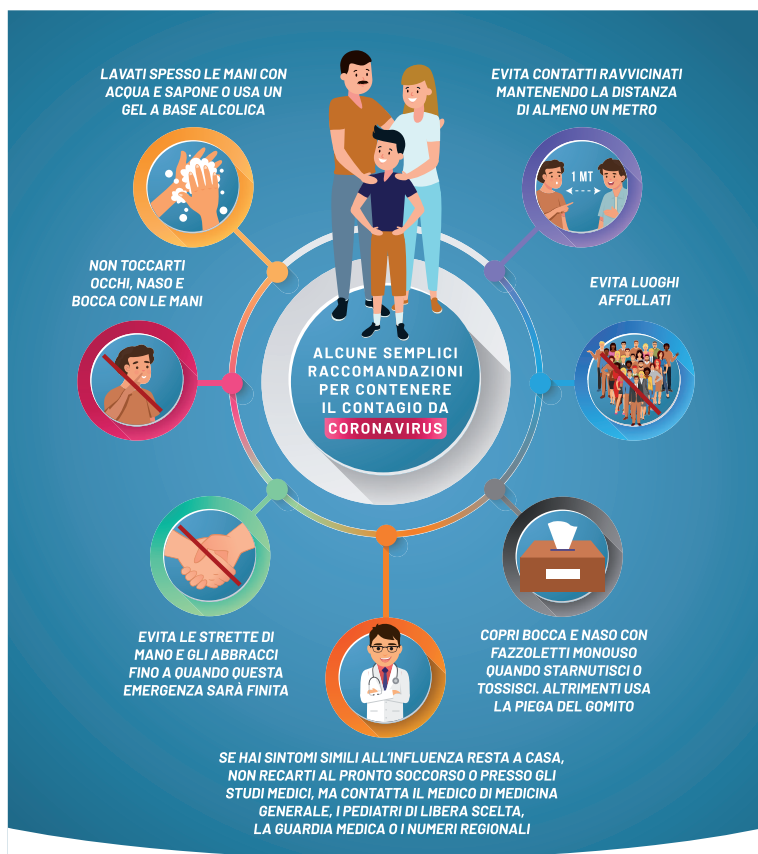 LAVATI SPESSO LE MANI CON
ACQUA E SAPONE O USA UN
GEL A BASE ALCOLICA
EVITA CONTATTI RAVVICINATI
MANTENENDO LA DISTANZA
DI ALMENO UN METRO
1 MT
NON TOCCARTI
OCCHI, NASO E
BOCCA CON LE MANI
EVITA LUOGHI
AFFOLLATI
ALCUNE SEMPLICI
RACCOMANDAZIONI
PER CONTENERE
IL CONTAGIO DA
CORONAVIRUS
EVITA LE STRETTE DI
MANO E GLI ABBRACCI
FINO A QUANDO QUESTA
EMERGENZA SARÀ FINITA
COPRI BOCCA E NASO CON
FAZZOLETTI MONOUSO
QUANDO STARNUTISCI O
TOSSISCI. ALTRIMENTI USA
LA PIEGA DEL GOMITO
SE HAI SINTOMI SIMILI ALL'INFLUENZA RESTA A CASA,
NON RECARTI AL PRONTO SOCCORSO O PRESSO GLI
STUDI MEDICI, MA CONTATTA IL MEDICO DI MEDICINA
GENERALE, I PEDIATRI DI LIBERA SCELTA,
LA GUARDIA MEDICA O I NUMERI REGIONALI